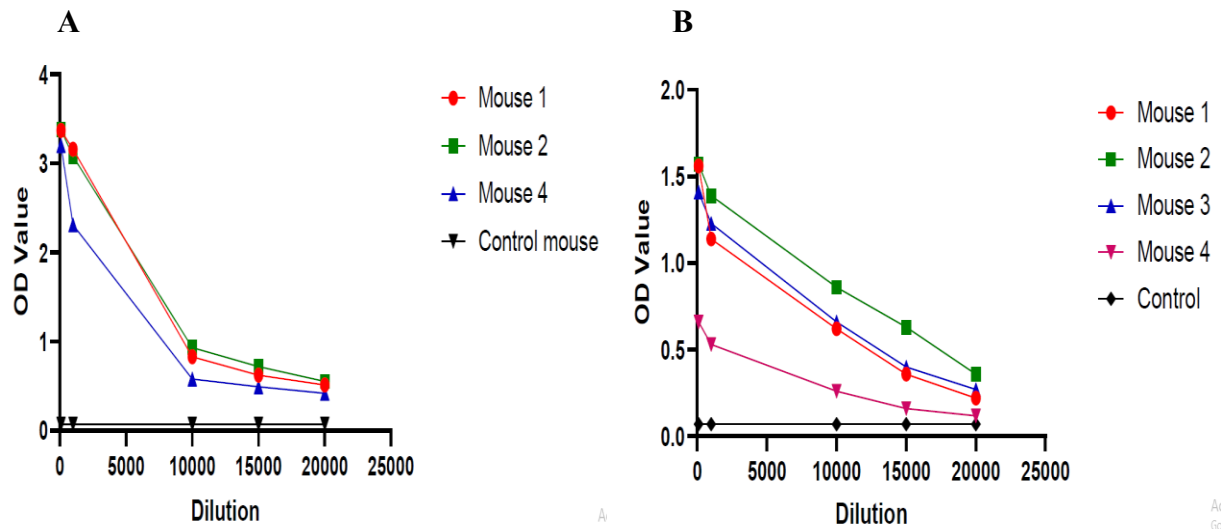 A
4
3
2
1
0
OD Value
0 5000 10000 15000 20000 25000
Dilution
Mouse 1
Mouse 2
Mouse 4
Control mouse
B
2.0
1.5
1.0
0.5
0.0
OD Value
0 5000 10000 15000 20000 25000
Dilution
Mouse 1
Mouse 2
Mouse 3
Mouse 4
Control